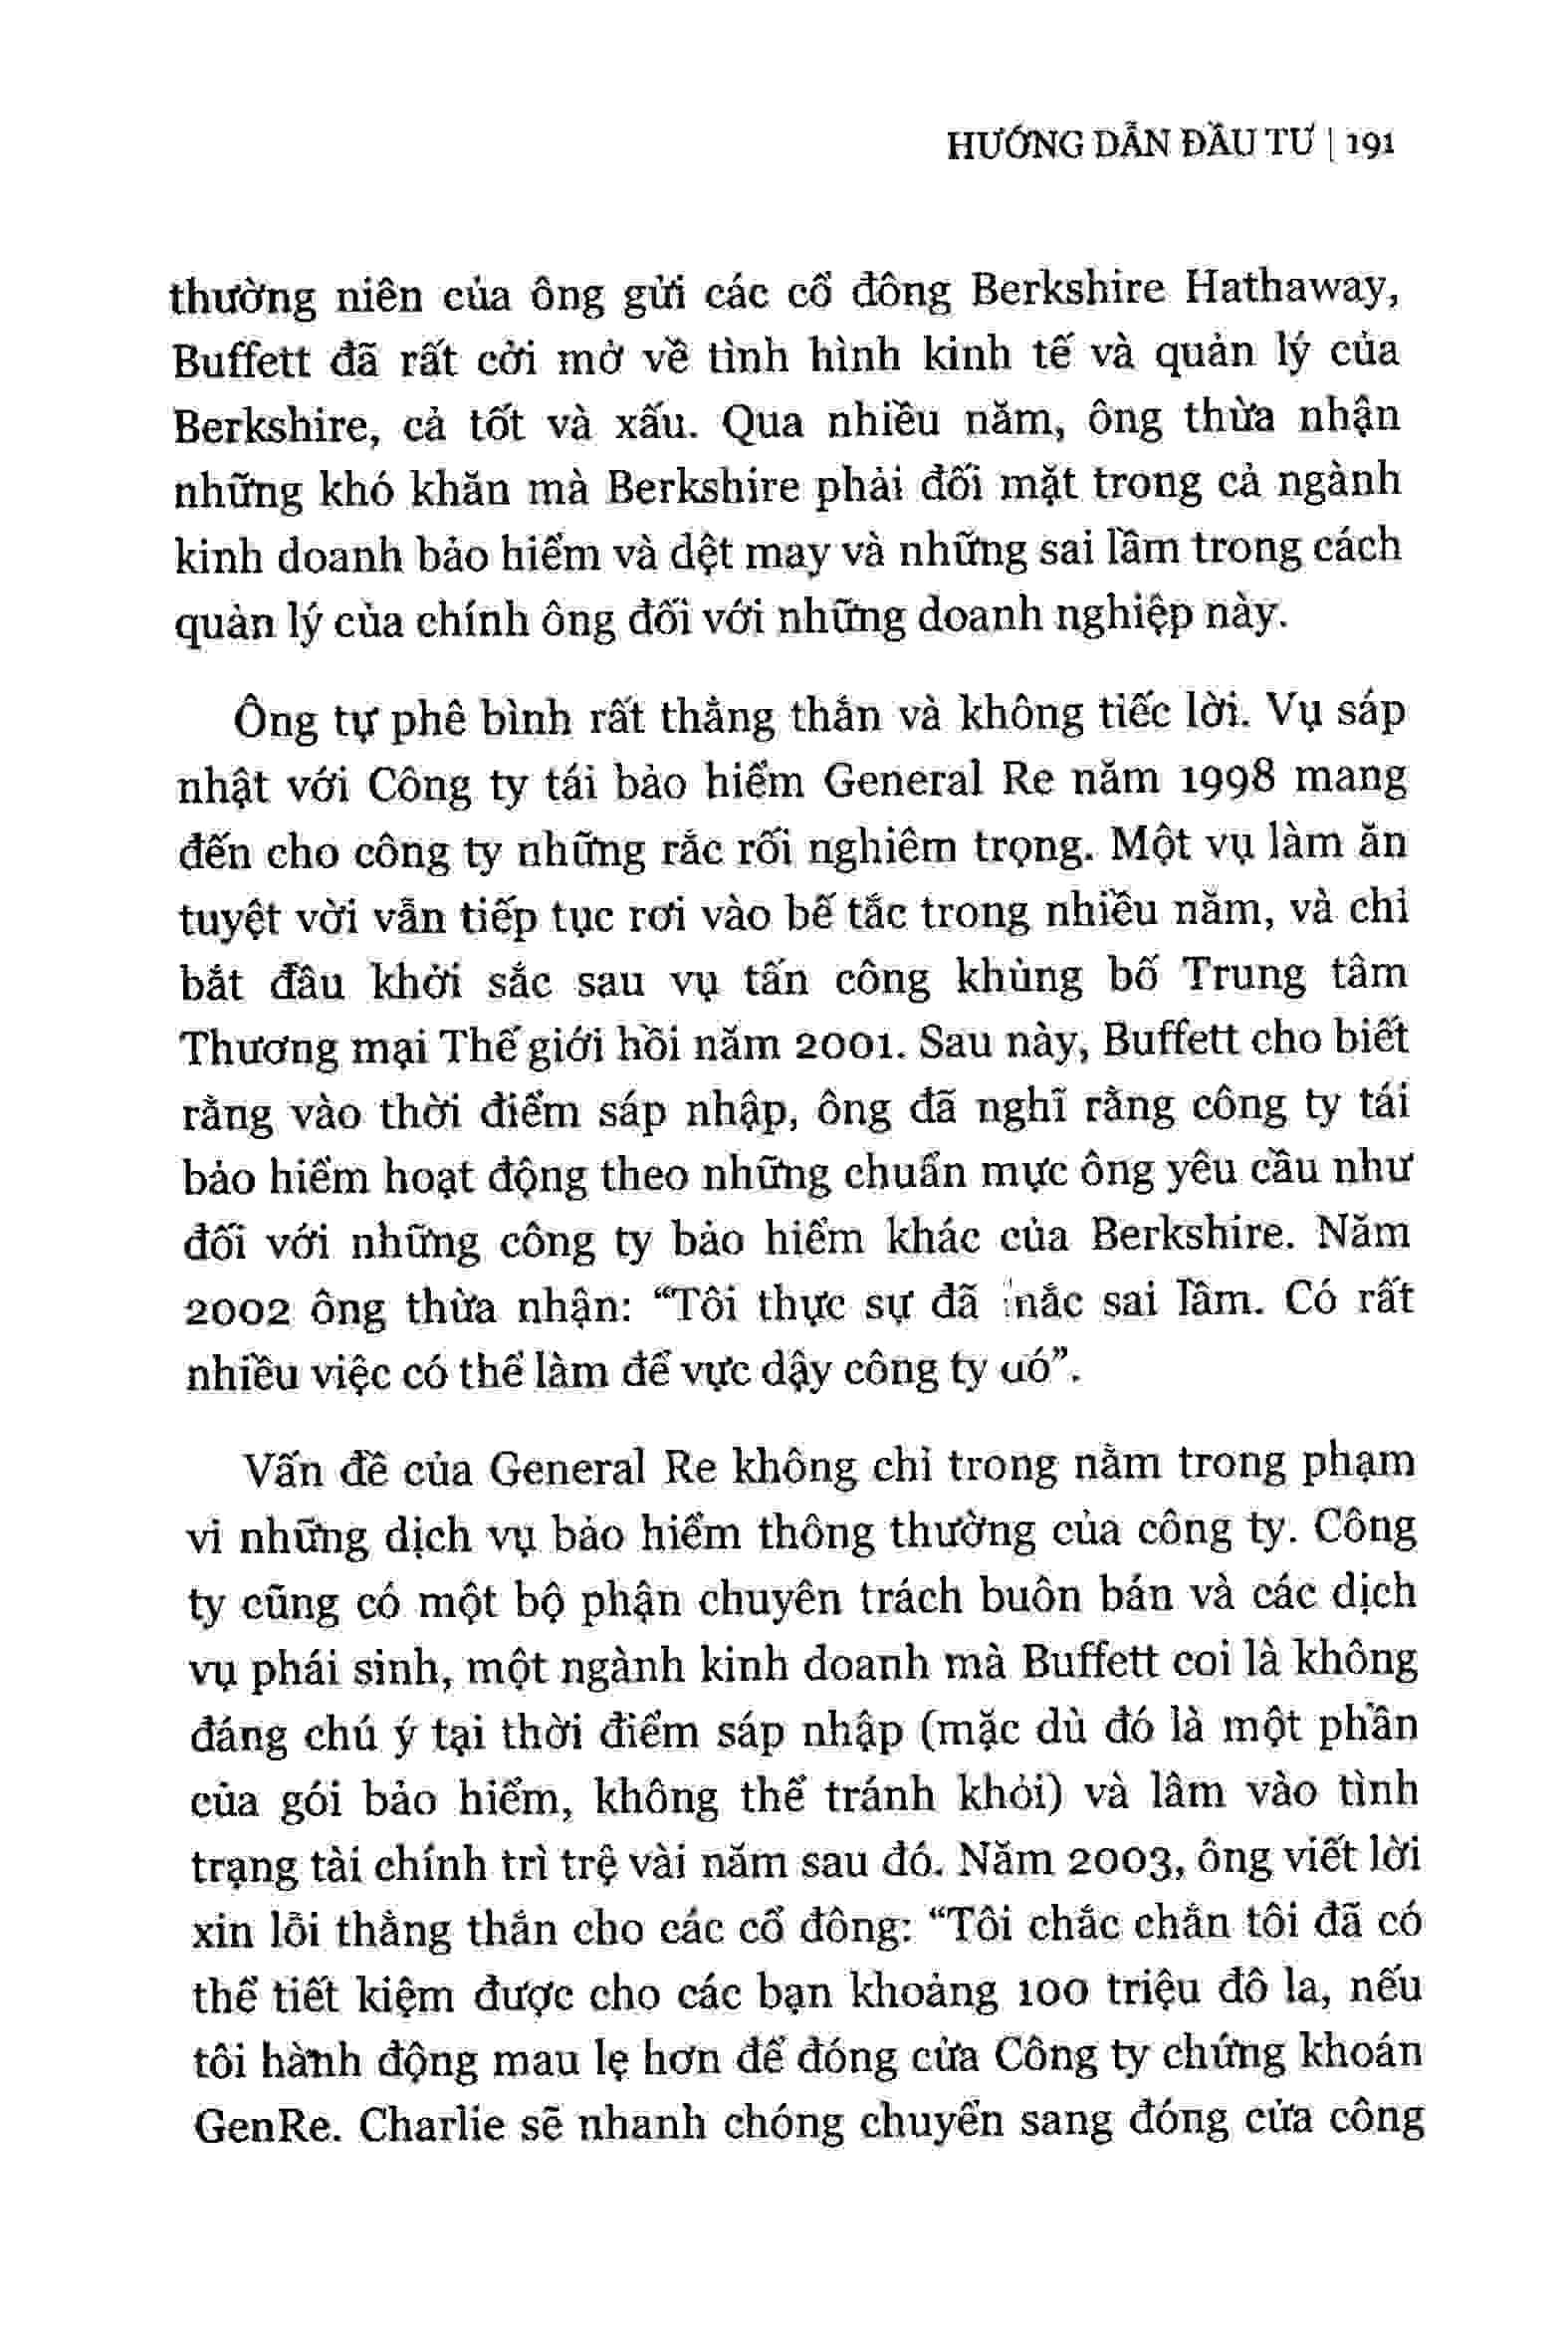 HƯỚNG DẪN ĐẦU TƯ | 191
thường niên của ông gửi các cổ đông Berkshire Hathaway,
Buffett đã rất cởi mở về tình hình kinh tế và quản lý của
Berkshire, cả tốt và xấu. Qua nhiều năm, ông thừa nhận
những khó khăn mà Berkshire phải đối mặt trong cả ngành
kinh doanh bảo hiểm và dệt may và những sai lầm trong cách
quản lý của chính ông đối với những doanh nghiệp này.
Ông tự phê bình rất thẳng thắn và không tiếc lời. Vụ sáp
nhật với Công ty tái bảo hiểm General Re năm 1998 mang
đến cho công ty những rắc rối nghiêm trọng. Một vụ làm ăn
tuyệt vời vẫn tiếp tục rơi vào bế tắc trong nhiều năm, và chỉ
bắt đầu khởi sắc sau vụ tấn công khủng bố Trung tâm
Thương mại Thế giới hồi năm 2001. Sau này, Buffett cho biết
rằng vào thời điểm sáp nhập, ông đã nghĩ rằng công ty tái
bảo hiểm hoạt động theo những chuẩn mực ông yêu cầu như
đối với những công ty bảo hiểm khác của Berkshire. Năm
2002 ông thừa nhận: “Tôi thực sự đã mắc sai lầm. Có rất
nhiều việc có thể làm để vực dậy công ty đó”.
Vấn đề của General Re không chỉ trong nằm trong phạm
vi những dịch vụ bảo hiểm thông thường của công ty. Công
ty cũng có một bộ phận chuyên trách buôn bán và các dịch
vụ phái sinh, một ngành kinh doanh mà Buffett coi là không
đáng chú ý tại thời điểm sáp nhập (mặc dù đó là một phần
của gói bảo hiểm, không thể tránh khỏi) và lâm vào tình
trạng tài chính trì trệ vài năm sau đó. Năm 2003, ông viết lời
xin lỗi thẳng thắn cho các cổ đông: “Tôi chắc chắn tôi đã có
thể tiết kiệm được cho các bạn khoảng 100 triệu đô la, nếu
tôi hành động mau lẹ hơn để đóng cửa Công ty chứng khoán
GenRe. Charlie sẽ nhanh chóng chuyển sang đóng cửa công